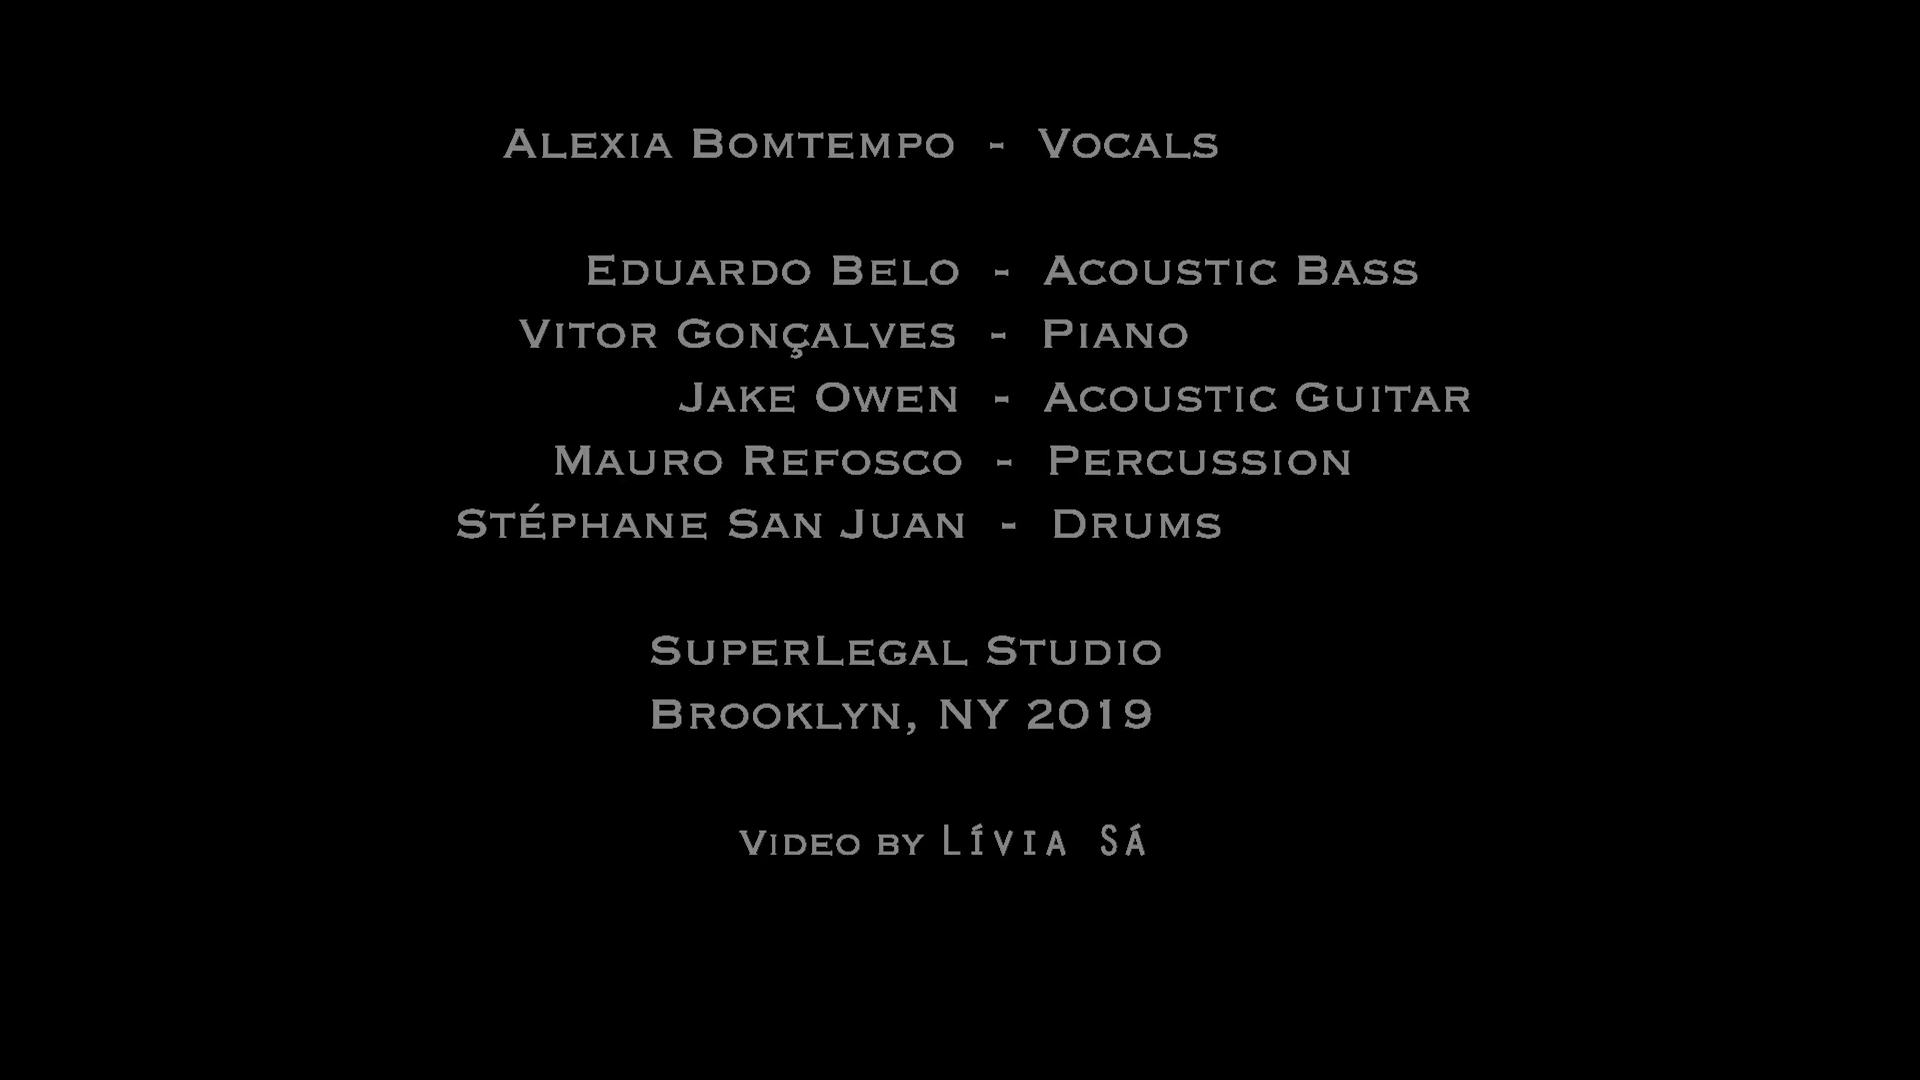 Alexia Bomtempo - Vocals
Eduardo Belo - Acoustic Bass
Vitor Gonçalves - Piano
Jake Owen - Acoustic Guitar
Mauro Refosco - Percussion
Stéphane San Juan - Drums
SuperLegal Studio
Brooklyn, NY 2019
Video by LÍVIA SÁ